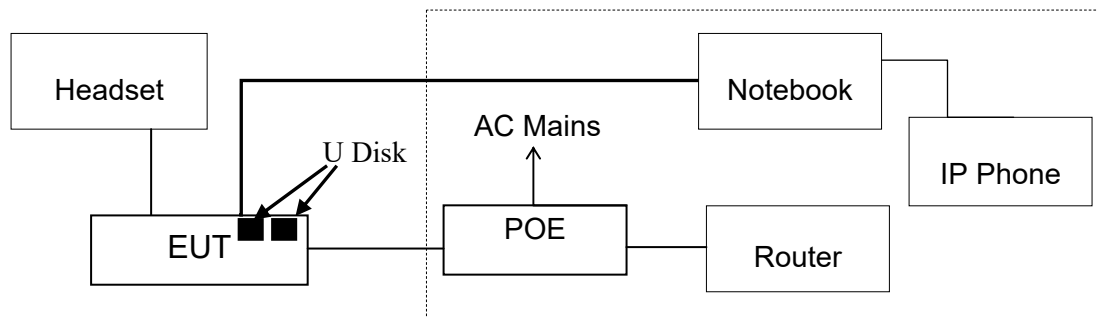 Headset
Notebook
AC Mains
U Disk
IP Phone
EUT
POE
Router